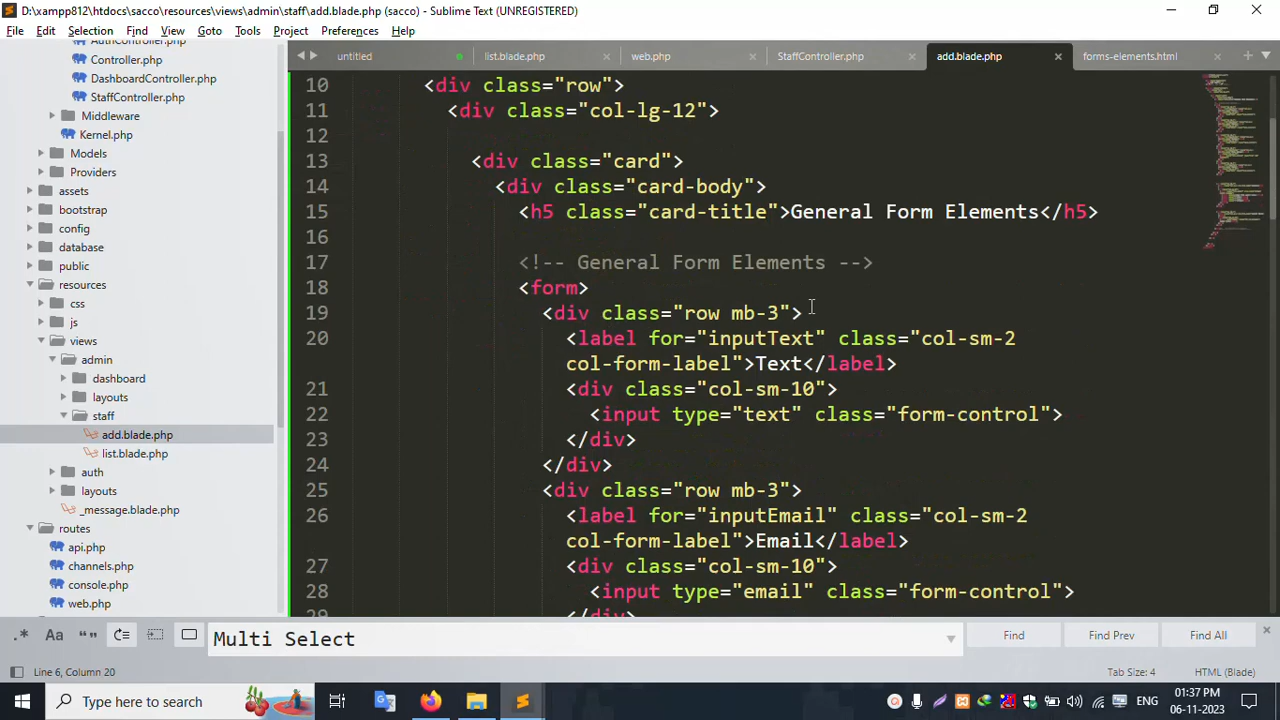 D:\xampp812\htdocs\sacco\resources\views\admin\staff\add.blade.php (sacco) - Sublime Text (UNREGISTERED)
File Edit Selection Find View Goto Tools Project Preferences Help
AuthController.php
Controller.php
DashboardController.php
StaffController.php
Middleware
Kernel.php
Models
Providers
assets
bootstrap
config
database
public
resources
css
js
views
admin
dashboard
layouts
staff
add.blade.php
list.blade.php
auth
layouts
_message.blade.php
routes
api.php
channels.php
console.php
web.php
untitled list.blade.php web.php StaffController.php add.blade.php forms-elements.html
10 <div class="row">
11 <div class="col-lg-12">
12
13 <div class="card">
14 <div class="card-body">
15 <h5 class="card-title">General Form Elements</h5>
16
17 <!-- General Form Elements -->
18 <form>
19 <div class="row mb-3">
20 <label for="inputText" class="col-sm-2
col-form-label">Text</label>
21 <div class="col-sm-10">
22 <input type="text" class="form-control">
23 </div>
24 </div>
25 <div class="row mb-3">
26 <label for="inputEmail" class="col-sm-2
col-form-label">Email</label>
27 <div class="col-sm-10">
28 <input type="email" class="form-control">
29 </div>
.* Aa “” Multi Select Find Find Prev Find All
Line 6, Column 20 Tab Size: 4 HTML (Blade)
Type here to search ENG 01:37 PM
06-11-2023